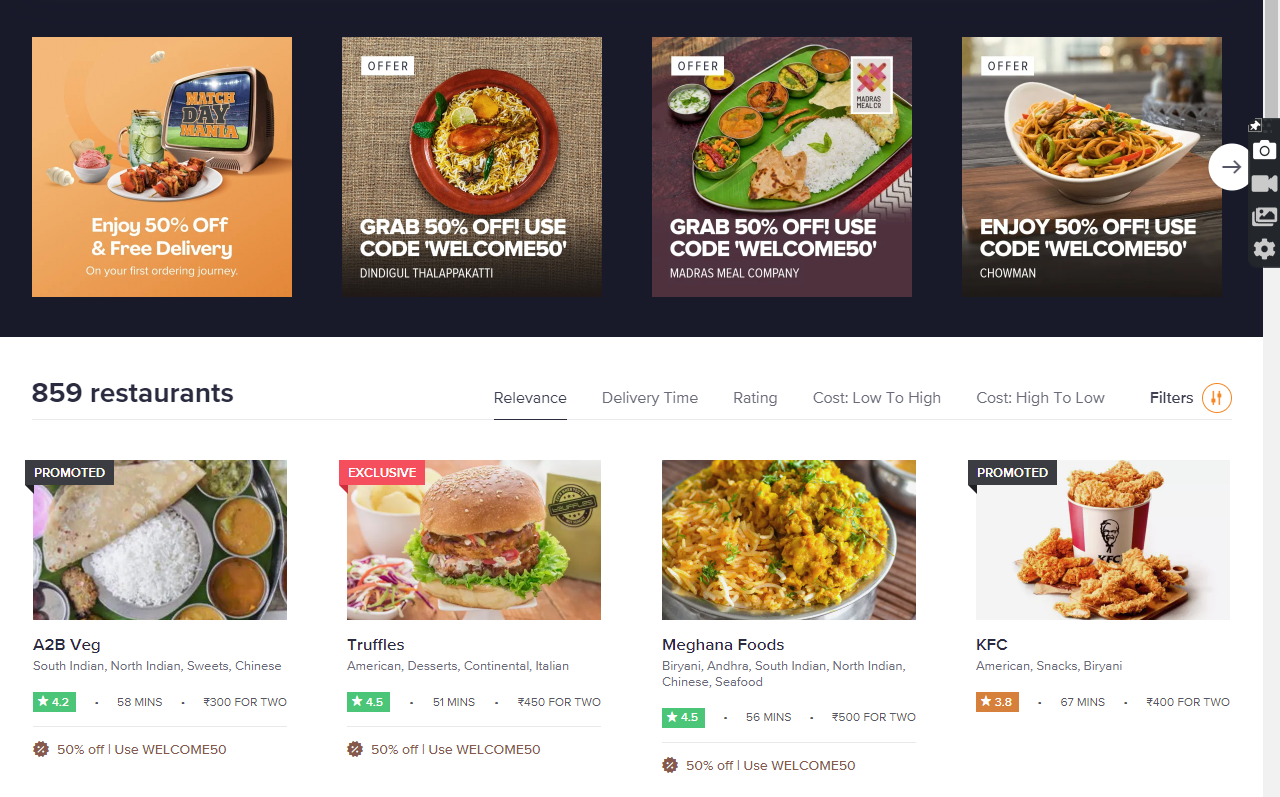 MATCH
DAY
MANIA
Enjoy 50% OFf
& Free Delivery
On your first ordering journey.
OFFER
GRAB 50% OFF! USE
CODE 'WELCOME50'
DINDIGUL THALAPPAKATTI
OFFER
MADRAS
MEAL CO
GRAB 50% OFF! USE
CODE 'WELCOME50'
MADRAS MEAL COMPANY
OFFER
ENJOY 50% OFF! USE
CODE 'WELCOME50'
CHOWMAN
859 restaurants
Relevance
Delivery Time
Rating
Cost: Low To High
Cost: High To Low
Filters
PROMOTED
A2B Veg
South Indian, North Indian, Sweets, Chinese
★ 4.2 • 58 MINS • ₹300 FOR TWO
50% off | Use WELCOME50
EXCLUSIVE
TRUFFLES
Truffles
American, Desserts, Continental, Italian
★ 4.5 • 51 MINS • ₹450 FOR TWO
50% off | Use WELCOME50
Meghana Foods
Biryani, Andhra, South Indian, North Indian,
Chinese, Seafood
★ 4.5 • 56 MINS • ₹500 FOR TWO
50% off | Use WELCOME50
PROMOTED
KFC
KFC
American, Snacks, Biryani
★ 3.8 • 67 MINS • ₹400 FOR TWO